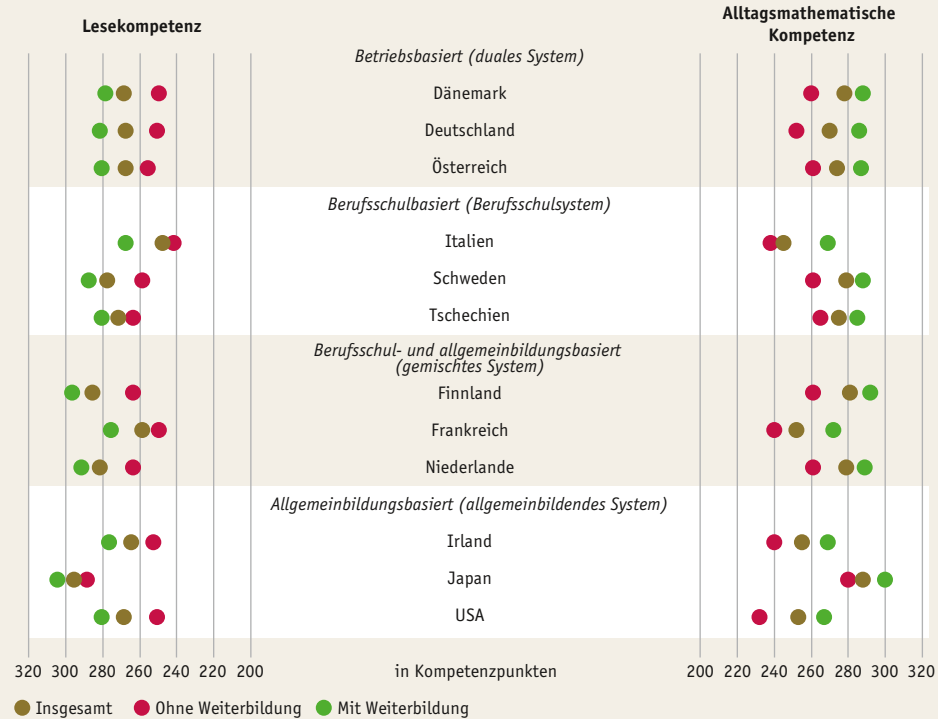 Lesekompetenz
Alltagsmathematische
Kompetenz
Betriebsbasiert (duales System)
Dänemark
Deutschland
Österreich
Berufsschulbasiert (Berufsschulsystem)
Italien
Schweden
Tschechien
Berufsschul- und allgemeinbildungsbasiert
(gemischtes System)
Finnland
Frankreich
Niederlande
Allgemeinbildungsbasiert (allgemeinbildendes System)
Irland
Japan
USA
320 300 280 260 240 220 200 in Kompetenzpunkten 200 220 240 260 280 300 320
Insgesamt Ohne Weiterbildung Mit Weiterbildung